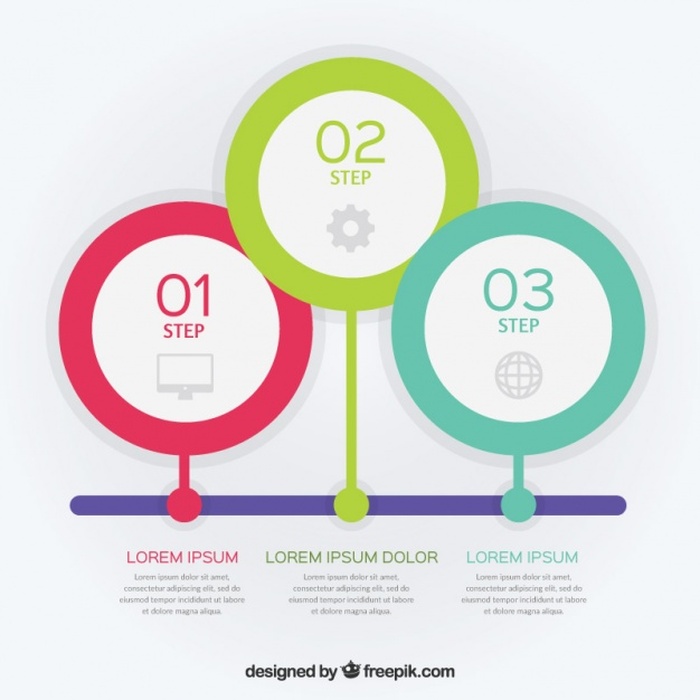 02
STEP
01
STEP
03
STEP
LOREM IPSUM
Lorem ipsum dolor sit amet,
consectetur adipiscing elit, sed do
eiusmod tempor incididunt ut labore
et dolore magna aliqua.
LOREM IPSUM DOLOR
Lorem ipsum dolor sit amet,
consectetur adipiscing elit, sed do
eiusmod tempor incididunt ut labore
et dolore magna aliqua.
LOREM IPSUM
Lorem ipsum dolor sit amet,
consectetur adipiscing elit, sed do
eiusmod tempor incididunt ut labore
et dolore magna aliqua.
designed by freepik.com